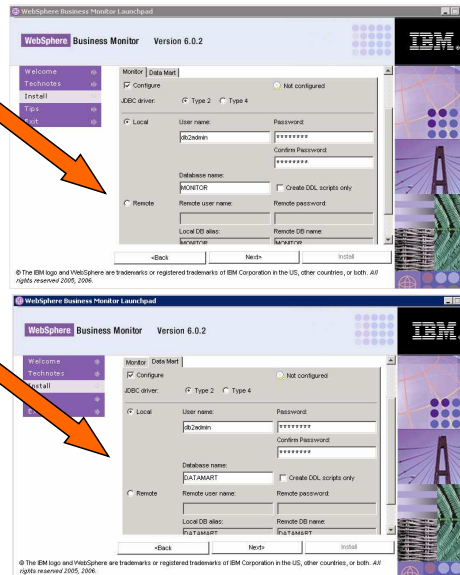 WebSphere Business Monitor Launchpad
WebSphere Business Monitor Version 6.0.2
IBM.
Welcome
Technotes
Install
Tips
Exit
Monitor Data Mart
Configure
Not configured
JDBC driver: Type 2 Type 4
Local User name: Password:
db2admin ********
Confirm Password:
********
Database name:
MONITOR Create DDL scripts only
Remote Remote user name: Remote password:
Local DB alias: Remote DB name:
MONITOR MONITOR
<Back Next> Install
© The IBM logo and WebSphere are trademarks or registered trademarks of IBM Corporation in the US, other countries, or both. All
rights reserved 2005, 2006.
WebSphere Business Monitor Launchpad
WebSphere Business Monitor Version 6.0.2
IBM.
Welcome
Technotes
Install
Monitor Data Mart
Configure
Not configured
JDBC driver: Type 2 Type 4
Local User name: Password:
db2admin ********
Confirm Password:
********
Database name:
DATAMART Create DDL scripts only
Remote Remote user name: Remote password:
Local DB alias: Remote DB name:
DATAMART DATAMART
<Back Next> Install
© The IBM logo and WebSphere are trademarks or registered trademarks of IBM Corporation in the US, other countries, or both. All
rights reserved 2005, 2006.